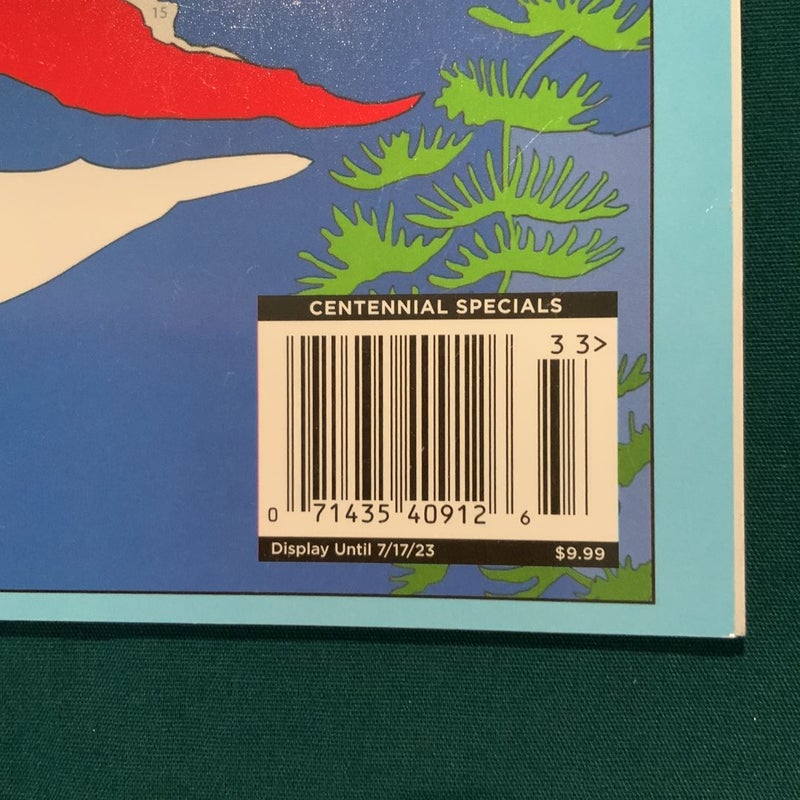 15
CENTENNIAL SPECIALS
3 3>
0 71435 40912 6
Display Until 7/17/23 $9.99